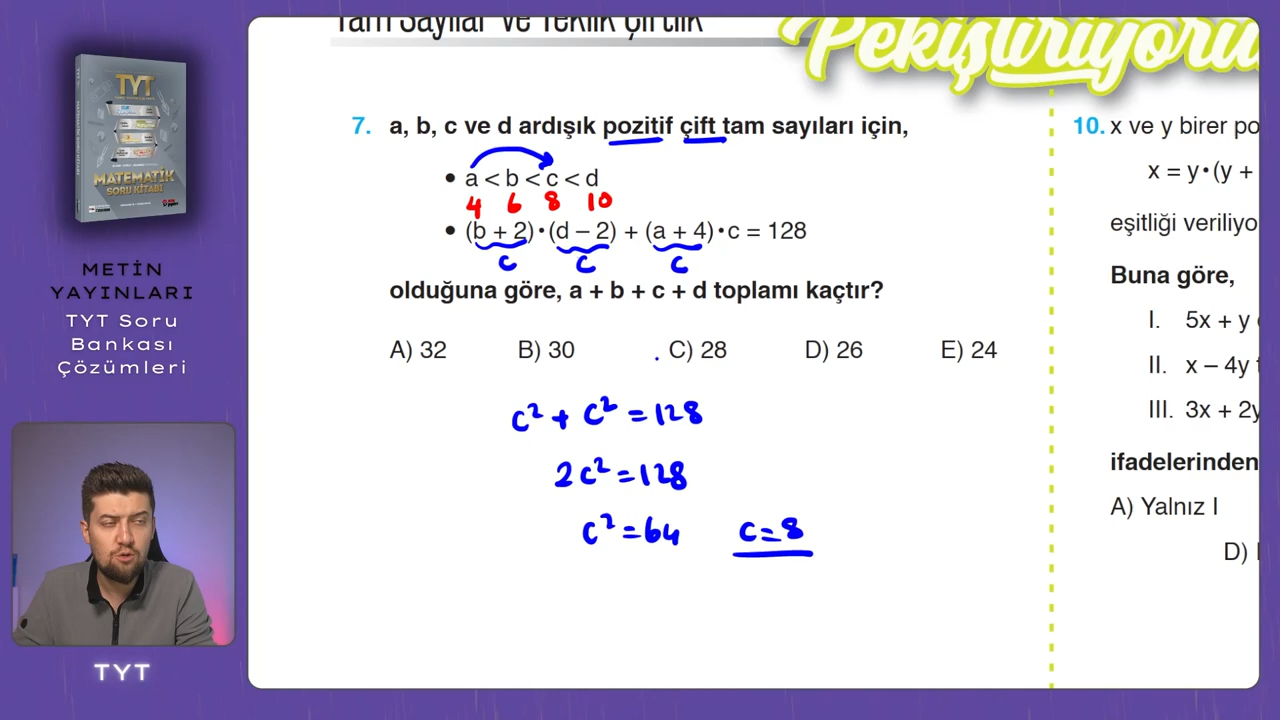 Tam Sayılar ve Teklik Çiftlik
Pekiştiriyoru
TYT
MATEMATİK
SORU KİTABI
METİN
YAYINLARI
TYT Soru
Bankası
Çözümleri
TYT
7. a, b, c ve d ardışık pozitif çift tam sayıları için,
• a < b < c < d
4 6 8 10
• (b + 2)·(d – 2) + (a + 4)·c = 128
c c c
olduğuna göre, a + b + c + d toplamı kaçtır?
A) 32 B) 30 C) 28 D) 26 E) 24
c² + c² = 128
2c² = 128
c² = 64 c = 8
10. x ve y birer po
x = y·(y +
eşitliği veriliyo
Buna göre,
I. 5x + y
II. x – 4y t
III. 3x + 2y
ifadelerinden
A) Yalnız I
D)